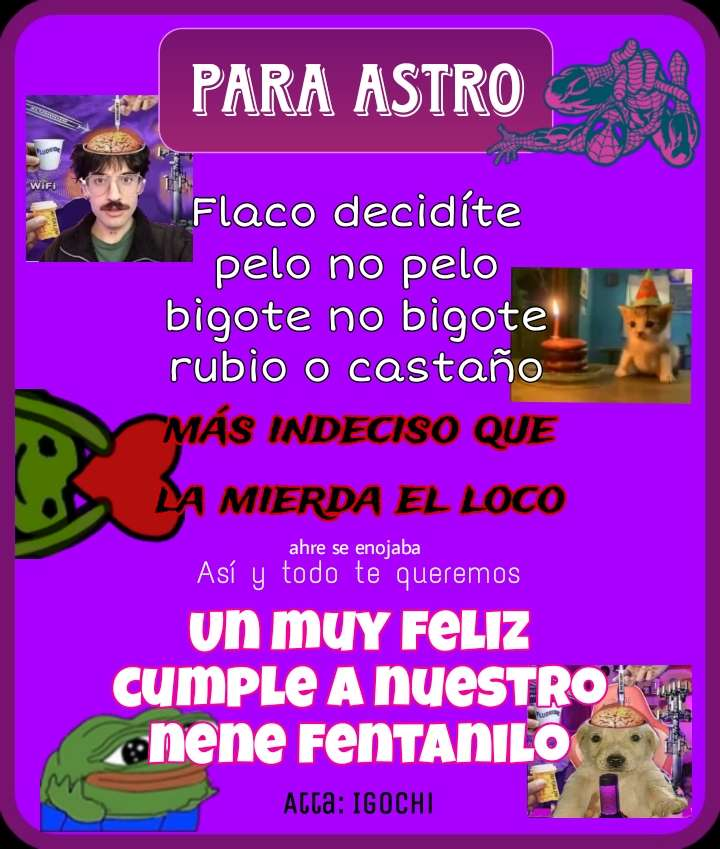 PARA ASTRO
WiFi
Flaco decidíte
pelo no pelo
bigote no bigote
rubio o castaño
MÁS INDECISO QUE
LA MIERDA EL LOCO
ahre se enojaba
Así y todo te queremos
un muy feliz
cumple a nuestro
nene fentanilo
Atta: IGOCHI